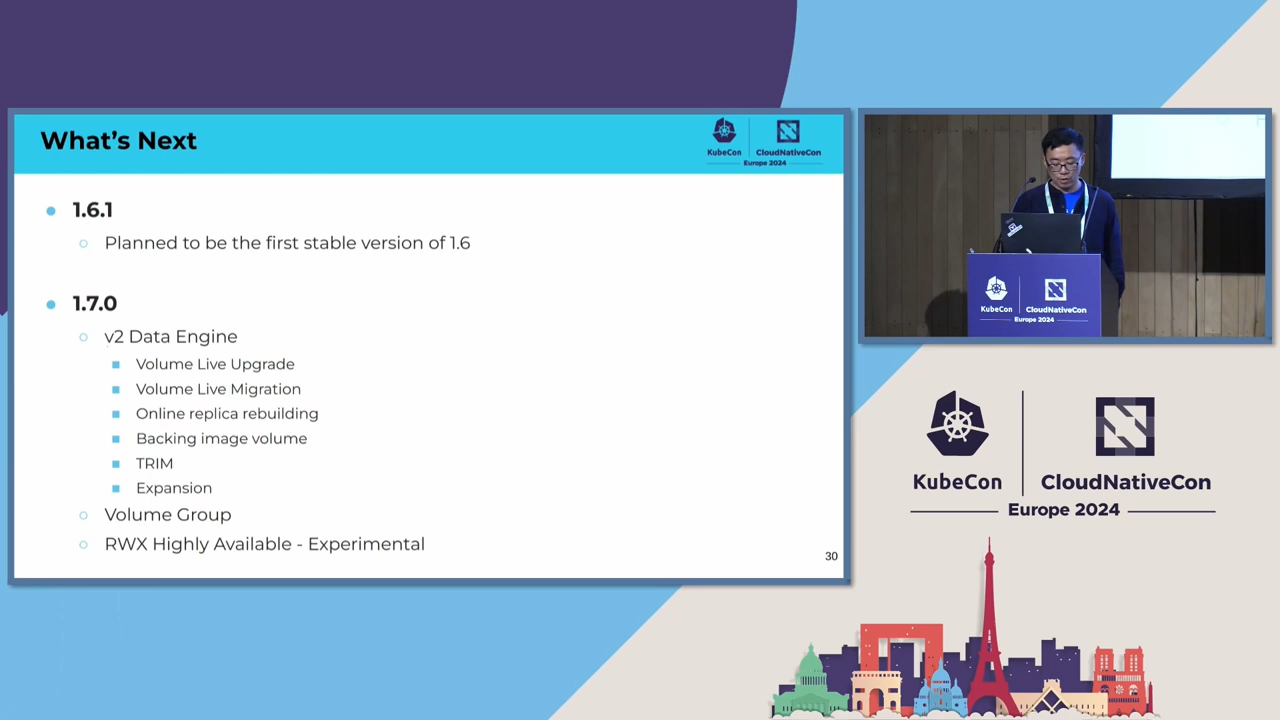 What's Next
KubeCon
CloudNativeCon
Europe 2024
1.6.1
Planned to be the first stable version of 1.6
1.7.0
v2 Data Engine
Volume Live Upgrade
Volume Live Migration
Online replica rebuilding
Backing image volume
TRIM
Expansion
Volume Group
RWX Highly Available - Experimental
30
KubeCon
CloudNativeCon
Europe 2024
KubeCon
CloudNativeCon
Europe 2024